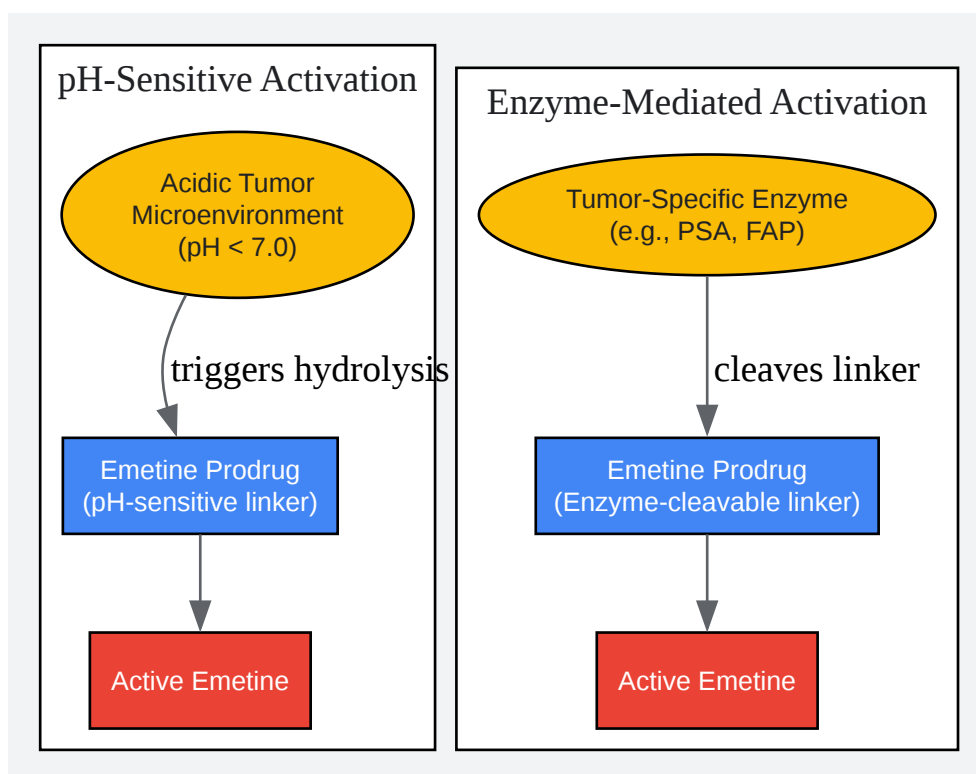 pH-Sensitive Activation
Acidic Tumor
Microenvironment
(pH < 7.0)
triggers hydrolysis
Emetine Prodrug
(pH-sensitive linker)
Active Emetine
Enzyme-Mediated Activation
Tumor-Specific Enzyme
(e.g., PSA, FAP)
cleaves linker
Emetine Prodrug
(Enzyme-cleavable linker)
Active Emetine